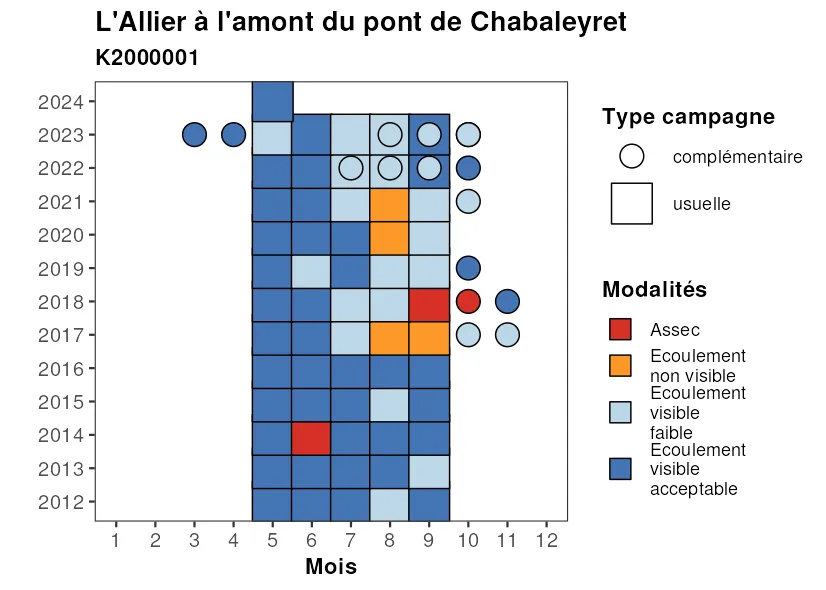 L'Allier à l'amont du pont de Chabaleyret
K2000001
2024
2023
2022
2021
2020
2019
2018
2017
2016
2015
2014
2013
2012
1 2 3 4 5 6 7 8 9 10 11 12
Mois
Type campagne
complémentaire
usuelle
Modalités
Assec
Ecoulement
non visible
Ecoulement
visible
faible
Ecoulement
visible
acceptable